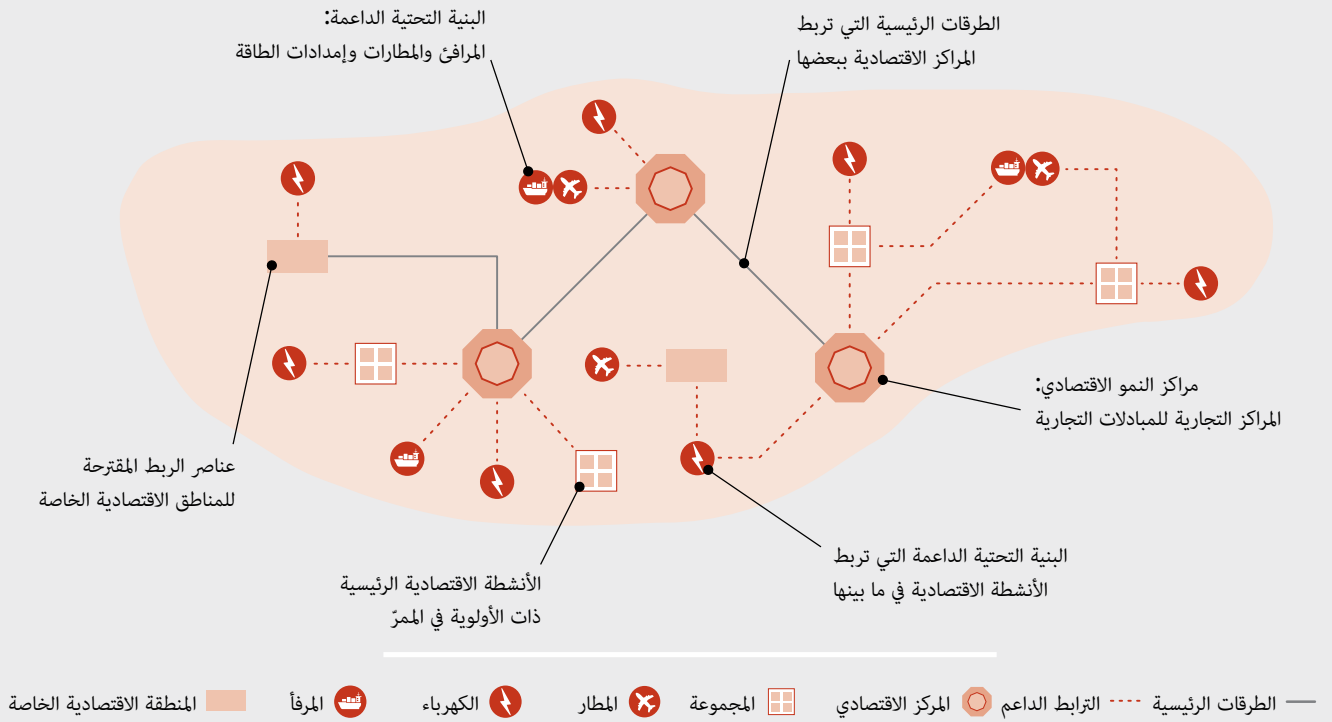 الطرقات الرئيسية التي تربط
المراكز الاقتصادية ببعضها
البنية التحتية الداعمة:
المرافئ والمطارات وإمدادات الطاقة
مراكز النمو الاقتصادي:
المراكز التجارية للمبادلات التجارية
عناصر الربط المقترحة
للمناطق الاقتصادية الخاصة
البنية التحتية الداعمة التي تربط
الأنشطة الاقتصادية في ما بينها
الأنشطة الاقتصادية الرئيسية
ذات الأولوية في الممرّ
الطرقات الرئيسية
الترابط الداعم
المركز الاقتصادي
المجموعة
المطار
الكهرباء
المرفأ
المنطقة الاقتصادية الخاصة